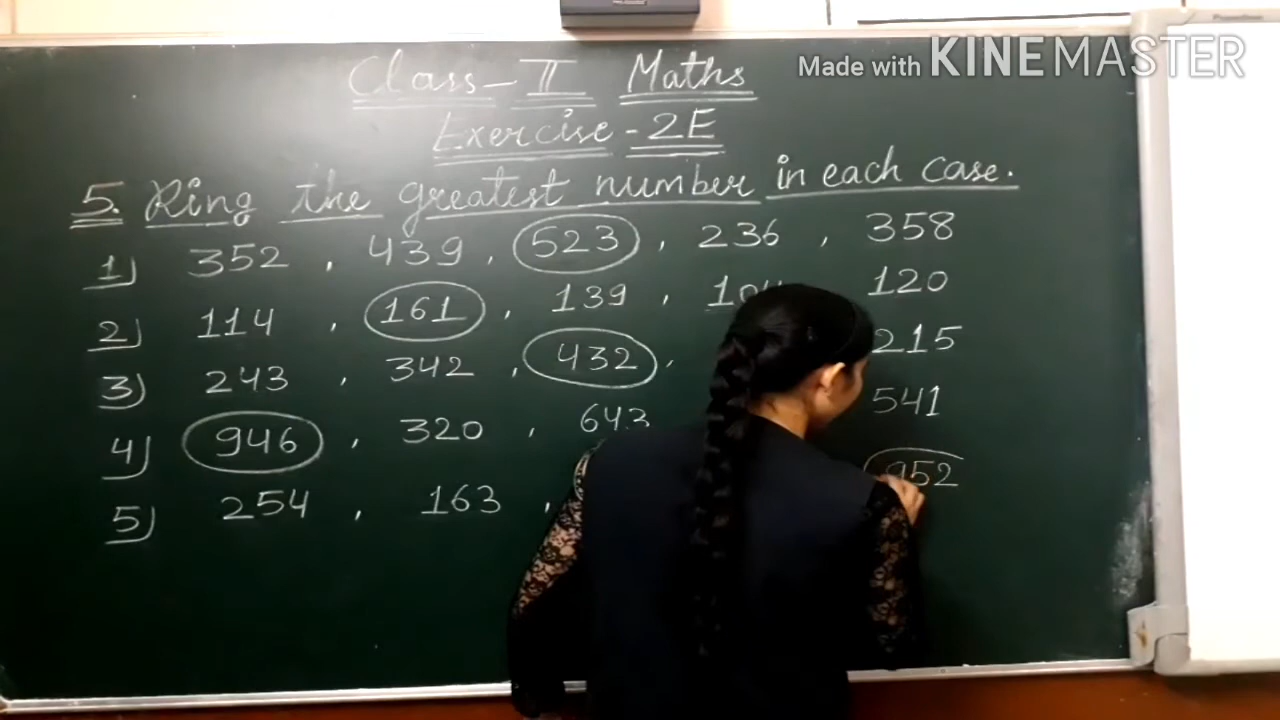 Made with KINEMASTER
Class-II Maths
Exercise-2E
5. Ring the greatest number in each case.
1) 352 , 439 , 523 , 236 , 358
2) 114 , 161 , 139 , 104 120
3) 243 , 342 , 432 , 215
4) 946 , 320 , 643 541
5) 254 , 163 , 952